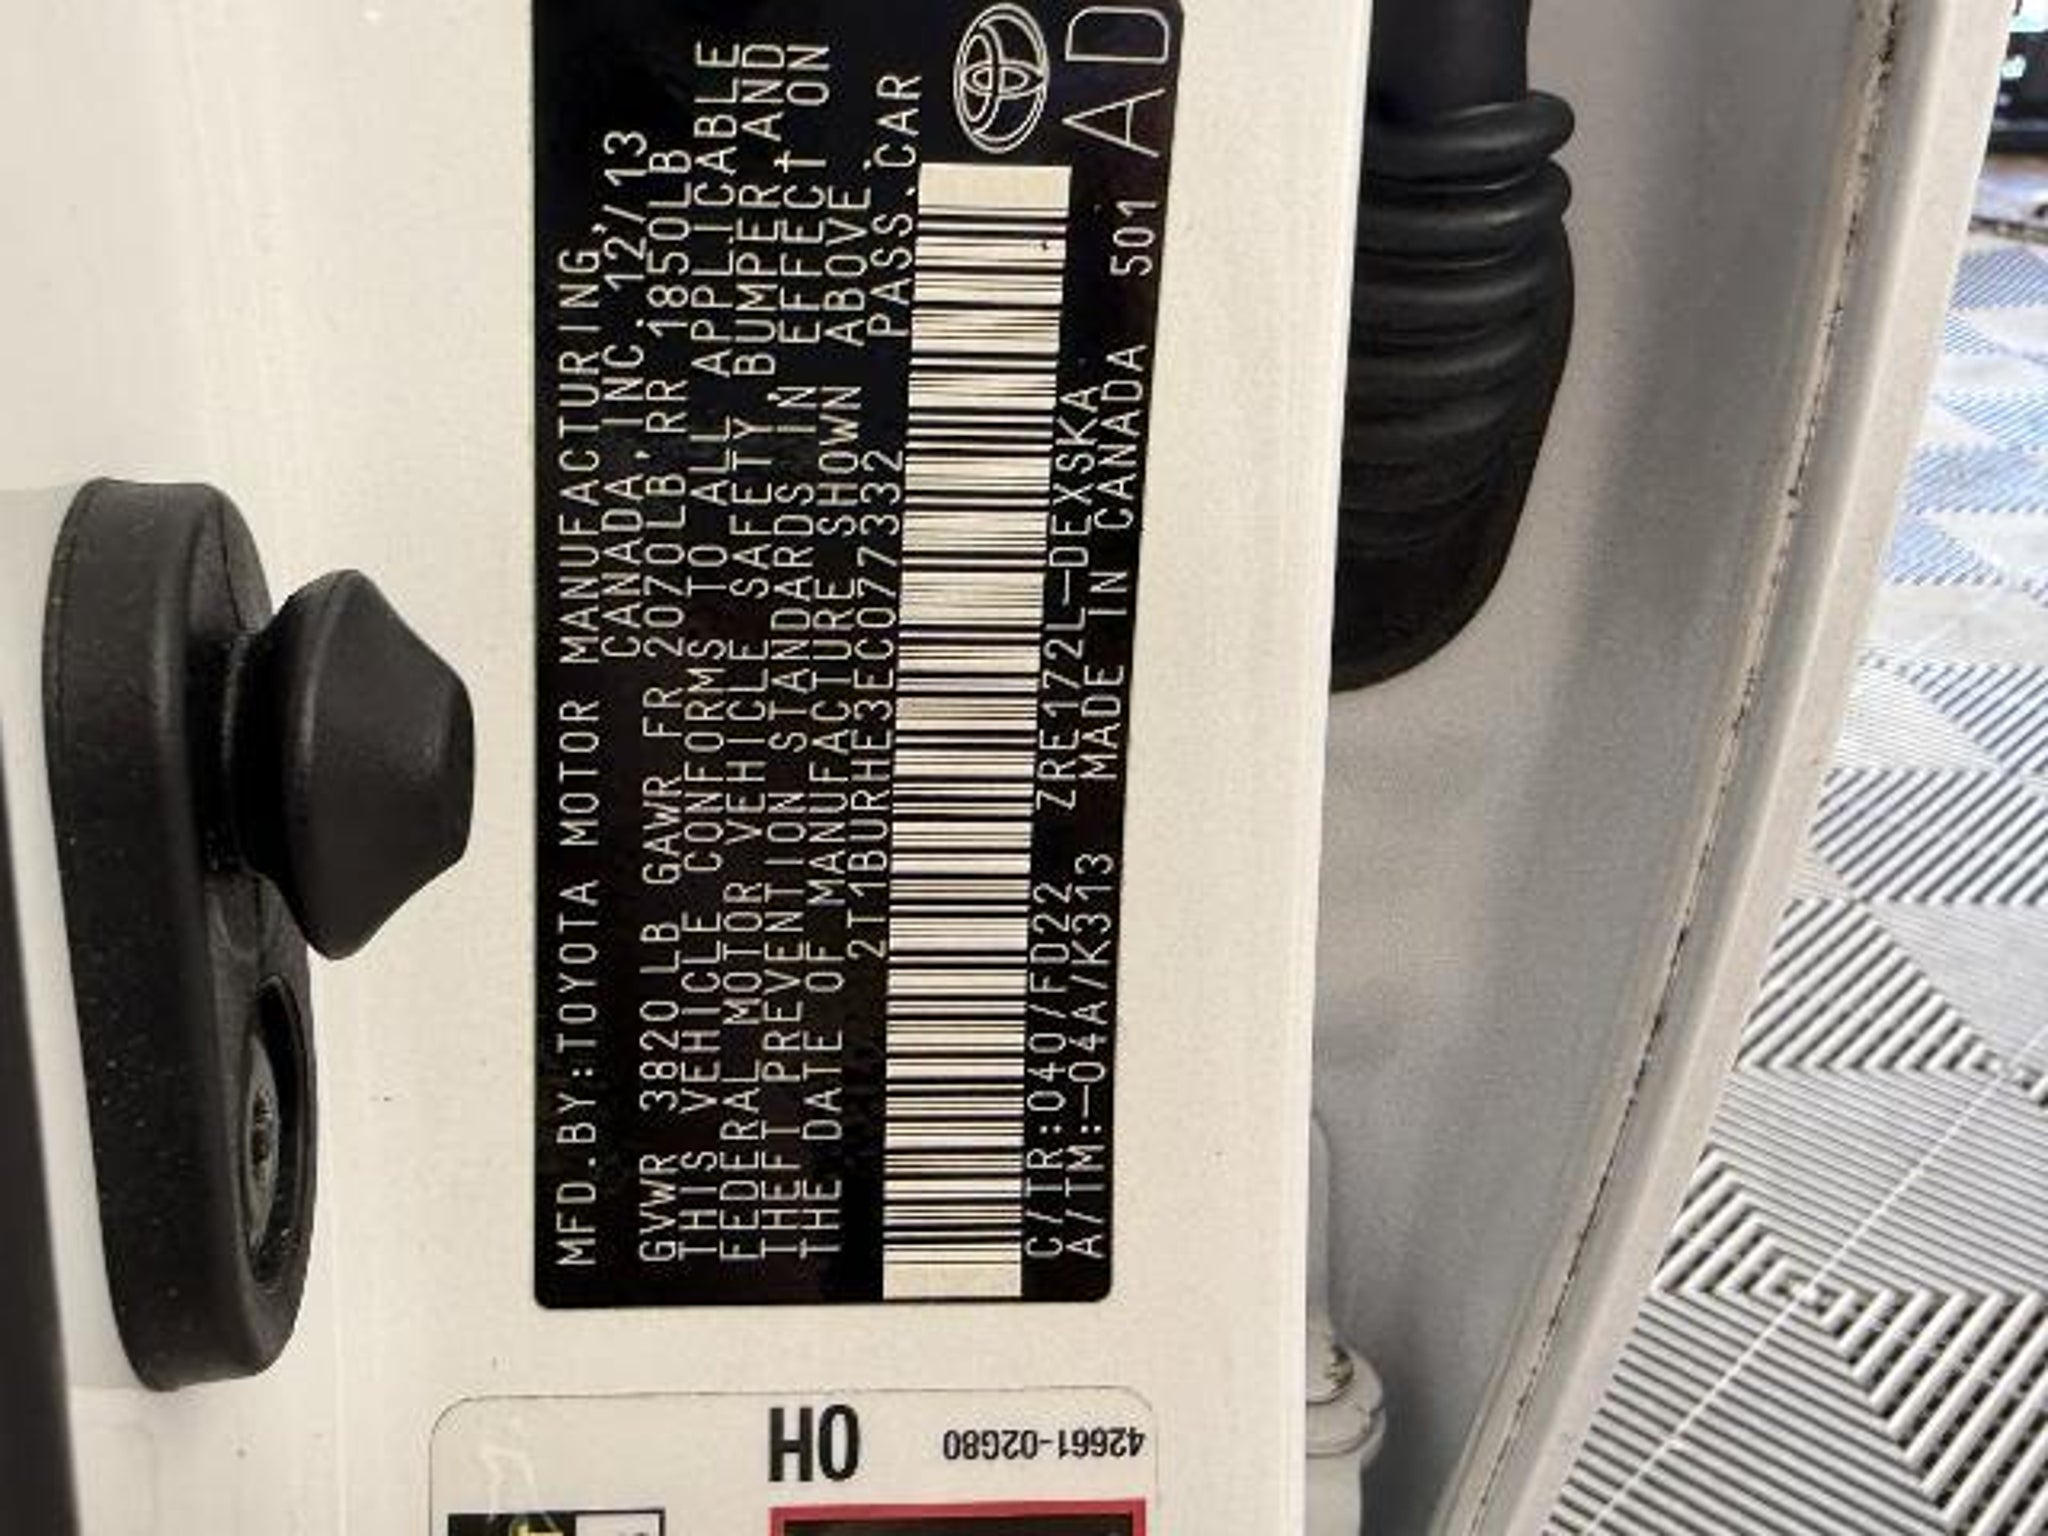 MFD.BY:TOYOTA MOTOR MANUFACTURING,
CANADA, INC. 12/13
GVWR 3820LB GAWR FR 2070LB, RR 1850LB
THIS VEHICLE CONFORMS TO ALL APPLICABLE
FEDERAL MOTOR VEHICLE SAFETY, BUMPER, AND
THEFT PREVENTION STANDARDS IN EFFECT ON
THE DATE OF MANUFACTURE SHOWN ABOVE.
2T1BURHE3EC077332 PASS.CAR
C/TR:040/FD22 ZRE172L-DEXSKA
A/TM:-04A/K313 MADE IN CANADA 501
AD
OH
42661-02G80